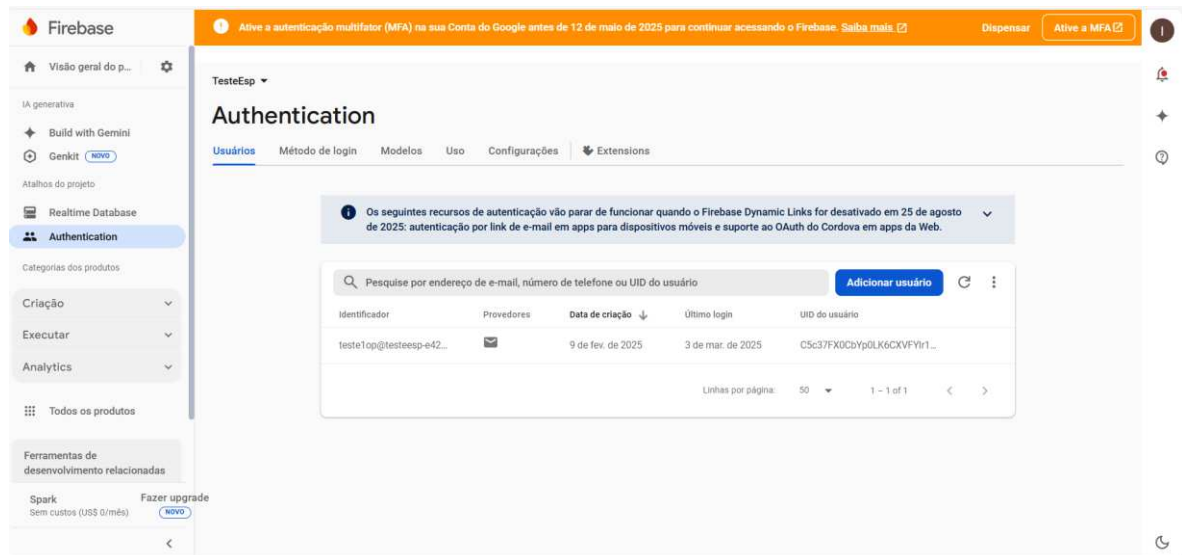 Firebase
Ative a autenticação multifator (MFA) na sua Conta do Google antes de 12 de maio de 2025 para continuar acessando o Firebase. Saiba mais
Dispensar
Ative a MFA
I
Visão geral do p...
IA generativa
Build with Gemini
Genkit NOVO
Atalhos do projeto
Realtime Database
Authentication
Categorias dos produtos
Criação
Executar
Analytics
Todos os produtos
Ferramentas de
desenvolvimento relacionadas
Spark
Sem custos (US$ 0/mês)
Fazer upgrade
NOVO
TesteEsp
Authentication
Usuários Método de login Modelos Uso Configurações Extensions
Os seguintes recursos de autenticação vão parar de funcionar quando o Firebase Dynamic Links for desativado em 25 de agosto
de 2025: autenticação por link de e-mail em apps para dispositivos móveis e suporte ao OAuth do Cordova em apps da Web.
Pesquise por endereço de e-mail, número de telefone ou UID do usuário
Adicionar usuário
Identificador Provedores Data de criação Último login UID do usuário
teste1op@testeesp-e42... 9 de fev. de 2025 3 de mar. de 2025
Linhas por página: 50 1 – 1 of 1